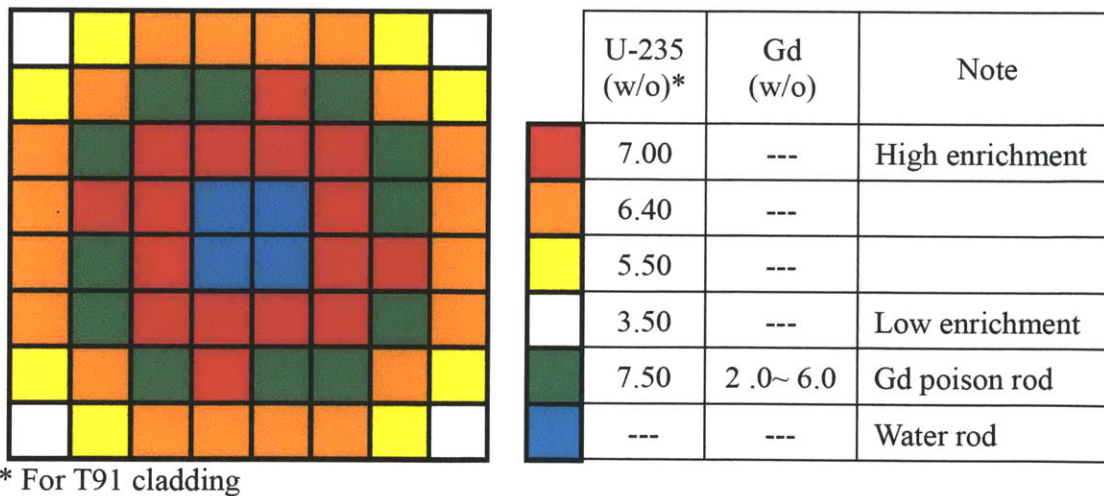 U-235 (w/o)* Gd (w/o) Note
7.00 --- High enrichment
6.40 ---
5.50 ---
3.50 --- Low enrichment
7.50 2 .0~ 6.0 Gd poison rod
--- --- Water rod
* For T91 cladding